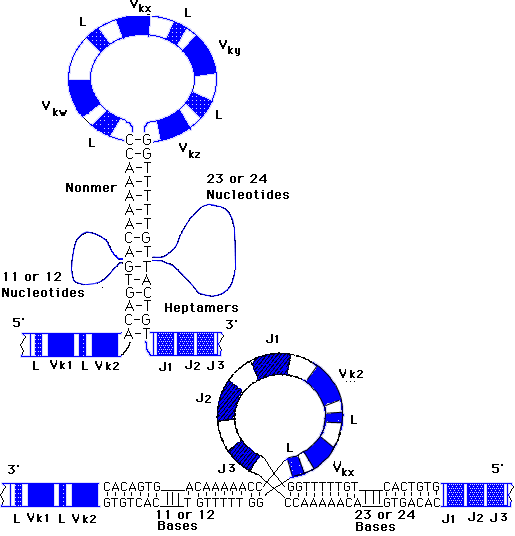 Vkx
L
L
Vky
Vkw
L
L
Vkz
C-G
C-G
A-T
A-T
Nonmer
23 or 24
Nucleotides
A-T
A-T
A-T
C-G
A-T
G T
11 or 12
Nucleotides
T-A
G-C
Heptamers
A-T
C-G
A-T
5'
3'
L Vk1 L Vk2
J1 J2 J3
J1
Vk2
J2
L
J3
L
Vkx
3'
5'
CACAGTG ACAAAAACC GGTTTTTGT CACTGTG
GTGTCAC TGTTTTT GG CCAAAAACA GTGACAC
L Vk1 L Vk2
11 or 12
Bases
23 or 24
Bases
J1 J2 J3